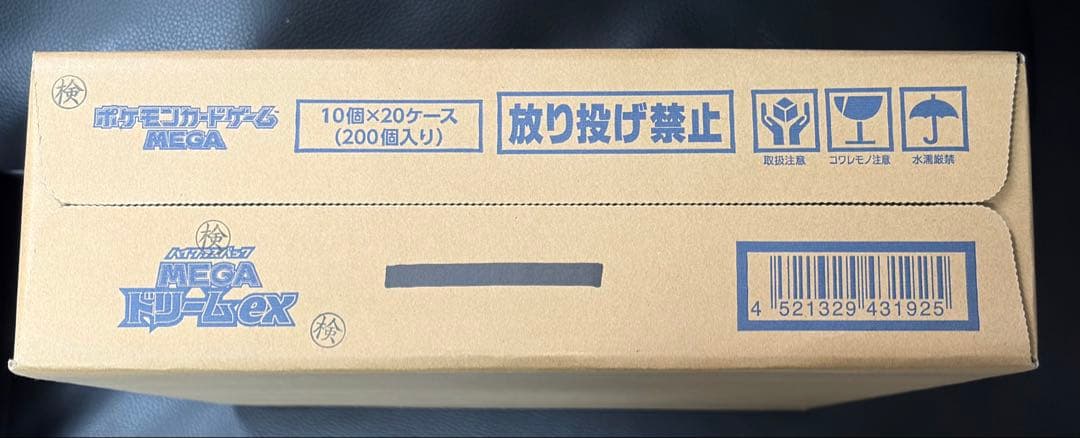 検
ポケモンカードゲーム
MEGA
10個×20ケース
(200個入り)
放り投げ禁止
取扱注意
コワレモノ注意
水濡厳禁
検
ハイクラスパック
MEGA
ドリームex
検
4 521329 431925